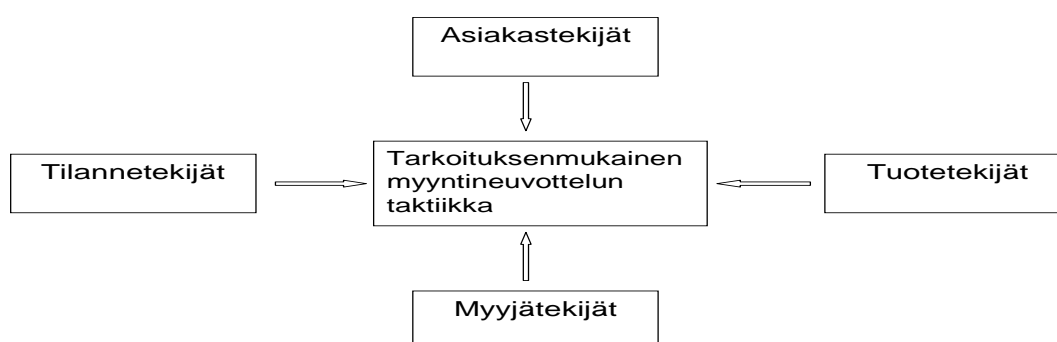 Asiakastekijät
Tilannetekijät
Tarkoituksenmukainen
myyntineuvottelun
taktiikka
Tuotetekijät
Myyjätekijät